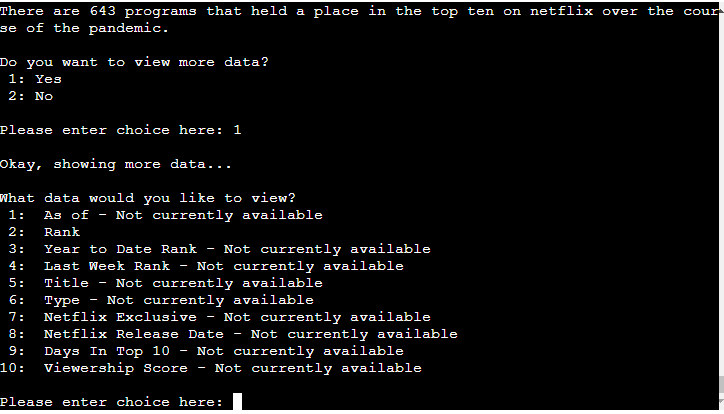 There are 643 programs that held a place in the top ten on netflix over the cour
se of the pandemic.
Do you want to view more data?
1: Yes
2: No
Please enter choice here: 1
Okay, showing more data...
What data would you like to view?
1: As of - Not currently available
2: Rank
3: Year to Date Rank - Not currently available
4: Last Week Rank - Not currently available
5: Title - Not currently available
6: Type - Not currently available
7: Netflix Exclusive - Not currently available
8: Netflix Release Date - Not currently available
9: Days In Top 10 - Not currently available
10: Viewership Score - Not currently available
Please enter choice here: